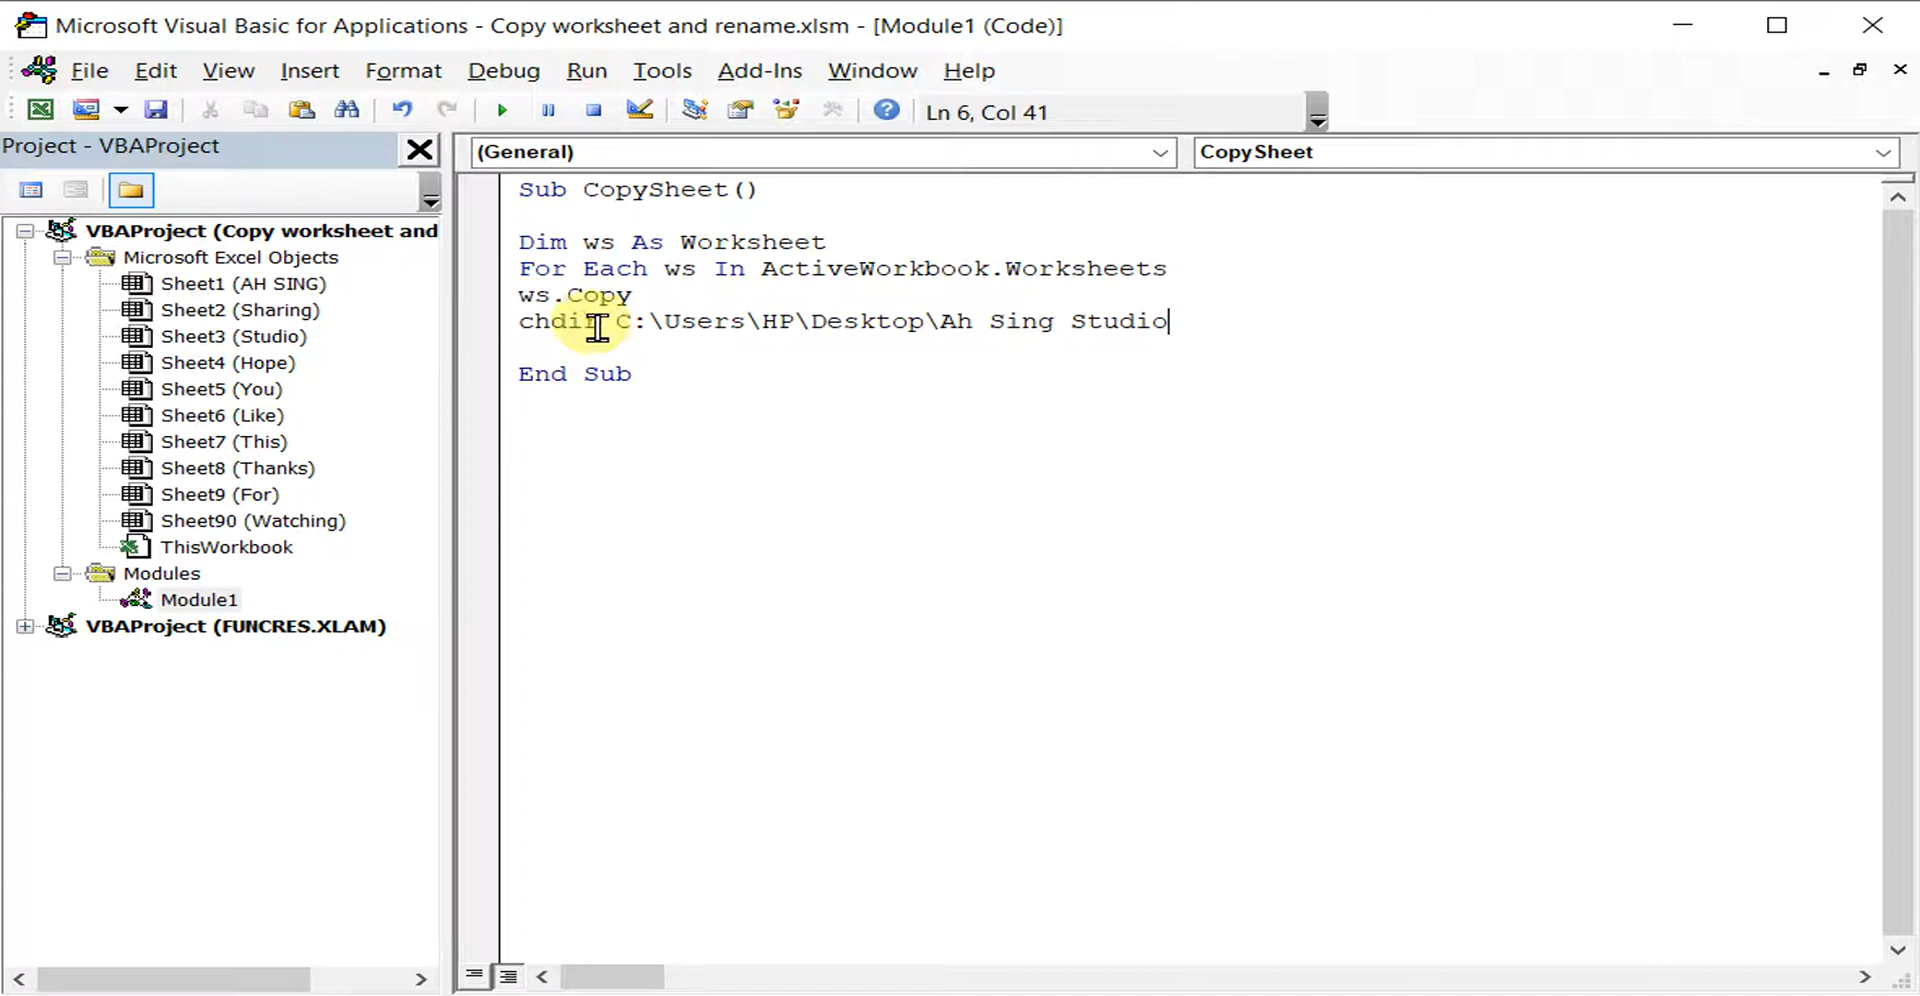 Microsoft Visual Basic for Applications - Copy worksheet and rename.xlsm - [Module1 (Code)]
File Edit View Insert Format Debug Run Tools Add-Ins Window Help
Ln 6, Col 41
Project - VBAProject
(General)
CopySheet
VBAProject (Copy worksheet and
Microsoft Excel Objects
Sheet1 (AH SING)
Sheet2 (Sharing)
Sheet3 (Studio)
Sheet4 (Hope)
Sheet5 (You)
Sheet6 (Like)
Sheet7 (This)
Sheet8 (Thanks)
Sheet9 (For)
Sheet90 (Watching)
ThisWorkbook
Modules
Module1
VBAProject (FUNCRES.XLAM)
Sub CopySheet()
Dim ws As Worksheet
For Each ws In ActiveWorkbook.Worksheets
ws.Copy
chdir C:\Users\HP\Desktop\Ah Sing Studio
End Sub